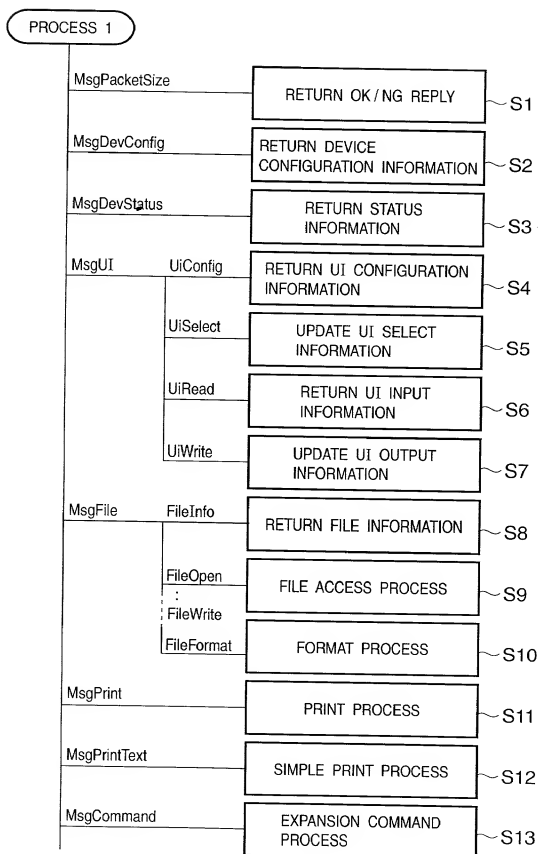 PROCESS 1
MsgPacketSize
RETURN OK/NG REPLY
S1
MsgDevConfig
RETURN DEVICE
CONFIGURATION INFORMATION
S2
MsgDevStatus
RETURN STATUS
INFORMATION
S3
MsgUI
UiConfig
RETURN UI CONFIGURATION
INFORMATION
S4
UiSelect
UPDATE UI SELECT
INFORMATION
S5
UiRead
RETURN UI INPUT
INFORMATION
S6
UiWrite
UPDATE UI OUTPUT
INFORMATION
S7
MsgFile
FileInfo
RETURN FILE INFORMATION
S8
FileOpen
:
FileWrite
FILE ACCESS PROCESS
S9
FileFormat
FORMAT PROCESS
S10
MsgPrint
PRINT PROCESS
S11
MsgPrintText
SIMPLE PRINT PROCESS
S12
MsgCommand
EXPANSION COMMAND
PROCESS
S13